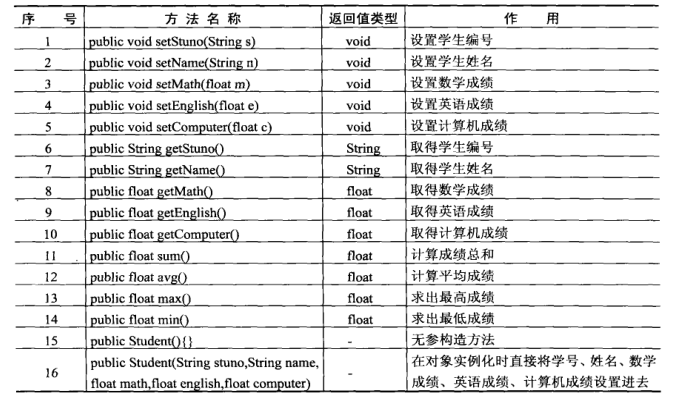 序 号 方法名称 返回值类型 作 用
1 public void setStuno(String s) void 设置学生编号
2 public void setName(String n) void 设置学生姓名
3 public void setMath(float m) void 设置数学成绩
4 public void setEnglish(float e) void 设置英语成绩
5 public void setComputer(float c) void 设置计算机成绩
6 public String getStuno() String 取得学生编号
7 public String getName() String 取得学生姓名
8 public float getMath() float 取得数学成绩
9 public float getEnglish() float 取得英语成绩
10 public float getComputer() float 取得计算机成绩
11 public float sum() float 计算成绩总和
12 public float avg() float 计算平均成绩
13 public float max() float 求出最高成绩
14 public float min() float 求出最低成绩
15 public Student(){} - 无参构造方法
16 public Student(String stuno,String name, - 在对象实例化时直接将学号、姓名、数学
float math,float english,float computer) 成绩、英语成绩、计算机成绩设置进去